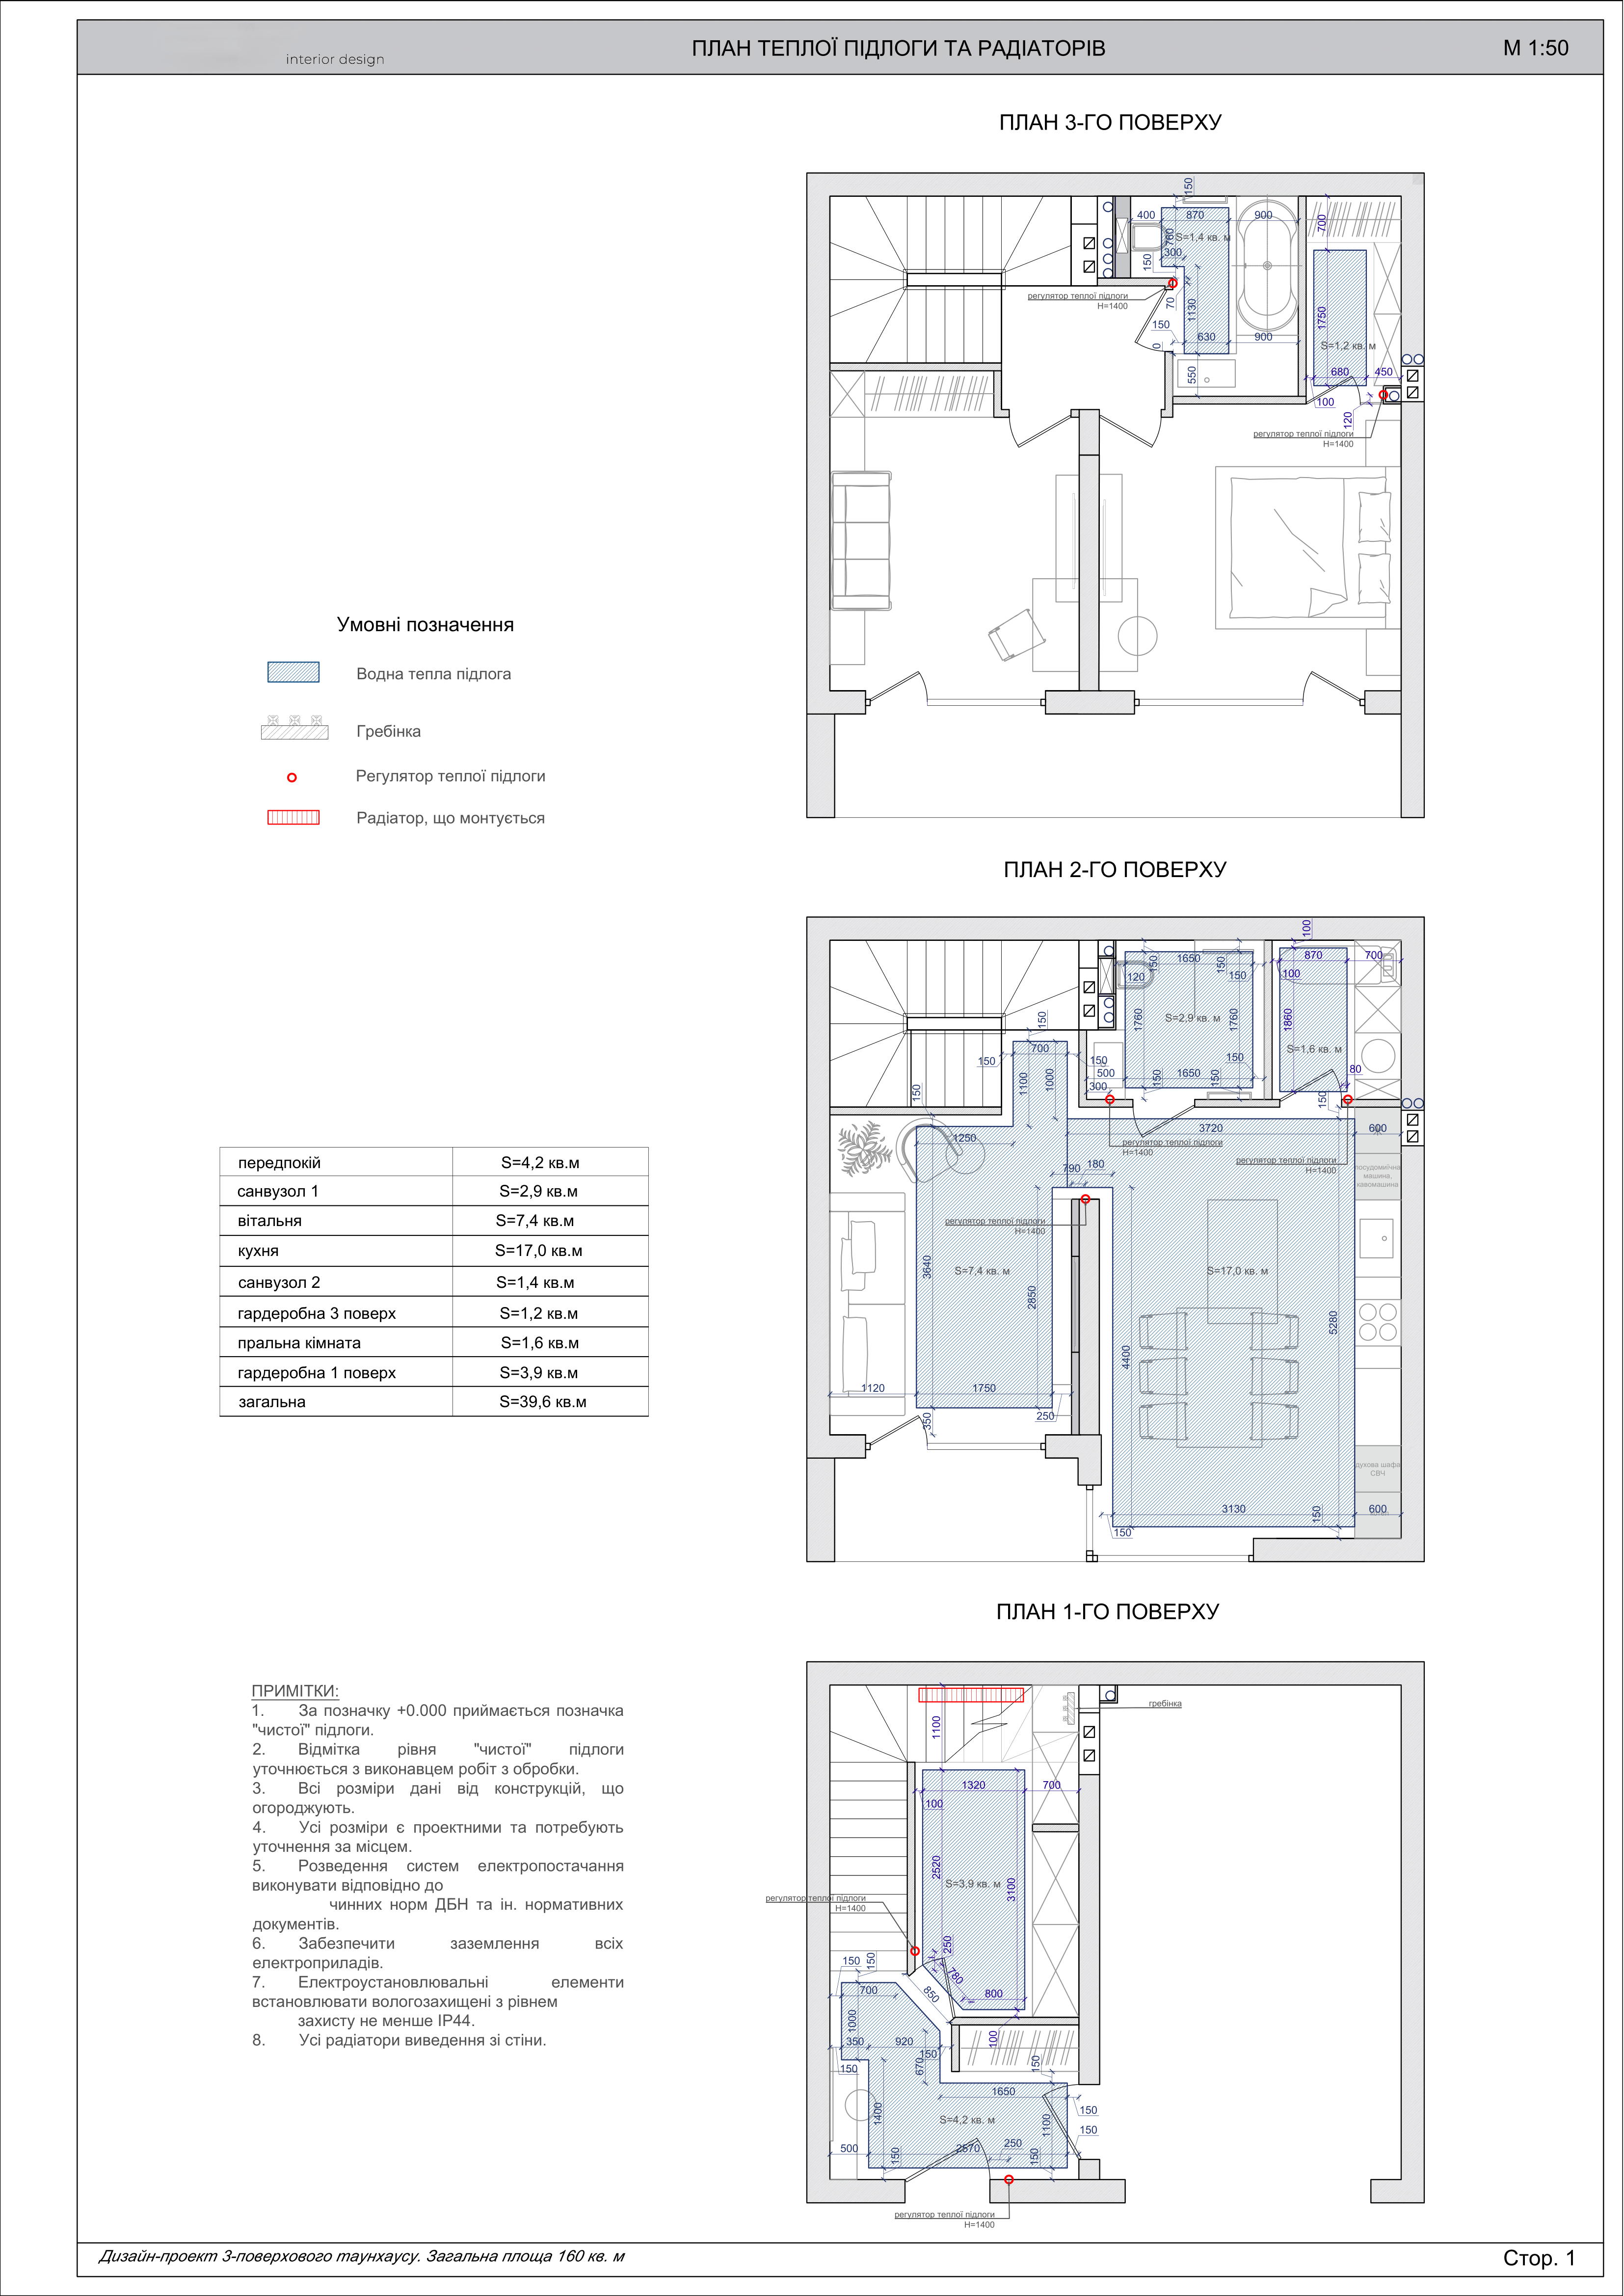 interior design
ПЛАН ТЕПЛОЇ ПІДЛОГИ ТА РАДІАТОРІВ
М 1:50
ПЛАН 3-ГО ПОВЕРХУ
150
400
870
900
700
760
S=1,4 кв. м
300
150
70
1130
регулятор теплої підлоги
Н=1400
150
0
630
900
550
1750
S=1,2 кв. м
680
450
100
120
регулятор теплої підлоги
Н=1400
Умовні позначення
Водна тепла підлога
Гребінка
Регулятор теплої підлоги
Радіатор, що монтується
ПЛАН 2-ГО ПОВЕРХУ
100
150
1650
150
870
700
120
150
100
1760
S=2,9 кв. м
1760
1860
150
700
S=1,6 кв. м
150
150
150
80
1100
1000
500
150
1650
150
300
150
150
1250
3720
600
регулятор теплої підлоги
Н=1400
регулятор теплої підлоги
Н=1400
790
180
посудомийна
машина,
кавомашина
регулятор теплої підлоги
Н=1400
3640
S=7,4 кв. м
2850
S=17,0 кв. м
5280
4400
1120
1750
350
250
духова шафа
СВЧ
3130
150
600
150
передпокій S=4,2 кв.м
санвузол 1 S=2,9 кв.м
вітальня S=7,4 кв.м
кухня S=17,0 кв.м
санвузол 2 S=1,4 кв.м
гардеробна 3 поверх S=1,2 кв.м
пральна кімната S=1,6 кв.м
гардеробна 1 поверх S=3,9 кв.м
загальна S=39,6 кв.м
ПЛАН 1-ГО ПОВЕРХУ
гребінка
1100
1320
700
100
2520
S=3,9 кв. м
3100
регулятор теплої підлоги
Н=1400
250
150
150
780
700
850
800
1000
350
920
150
100
670
150
150
1650
1400
S=4,2 кв. м
1100
150
150
500
150
2570
250
150
регулятор теплої підлоги
Н=1400
ПРИМІТКИ:
1. За позначку +0.000 приймається позначка
"чистої" підлоги.
2. Відмітка рівня "чистої" підлоги
уточнюється з виконавцем робіт з обробки.
3. Всі розміри дані від конструкцій, що
огороджують.
4. Усі розміри є проектними та потребують
уточнення за місцем.
5. Розведення систем електропостачання
виконувати відповідно до
чинних норм ДБН та ін. нормативних
документів.
6. Забезпечити заземлення всіх
електроприладів.
7. Електроустановлювальні елементи
встановлювати вологозахищені з рівнем
захисту не менше IP44.
8. Усі радіатори виведення зі стіни.
Дизайн-проект 3-поверхового таунхаусу. Загальна площа 160 кв. м
Стор. 1